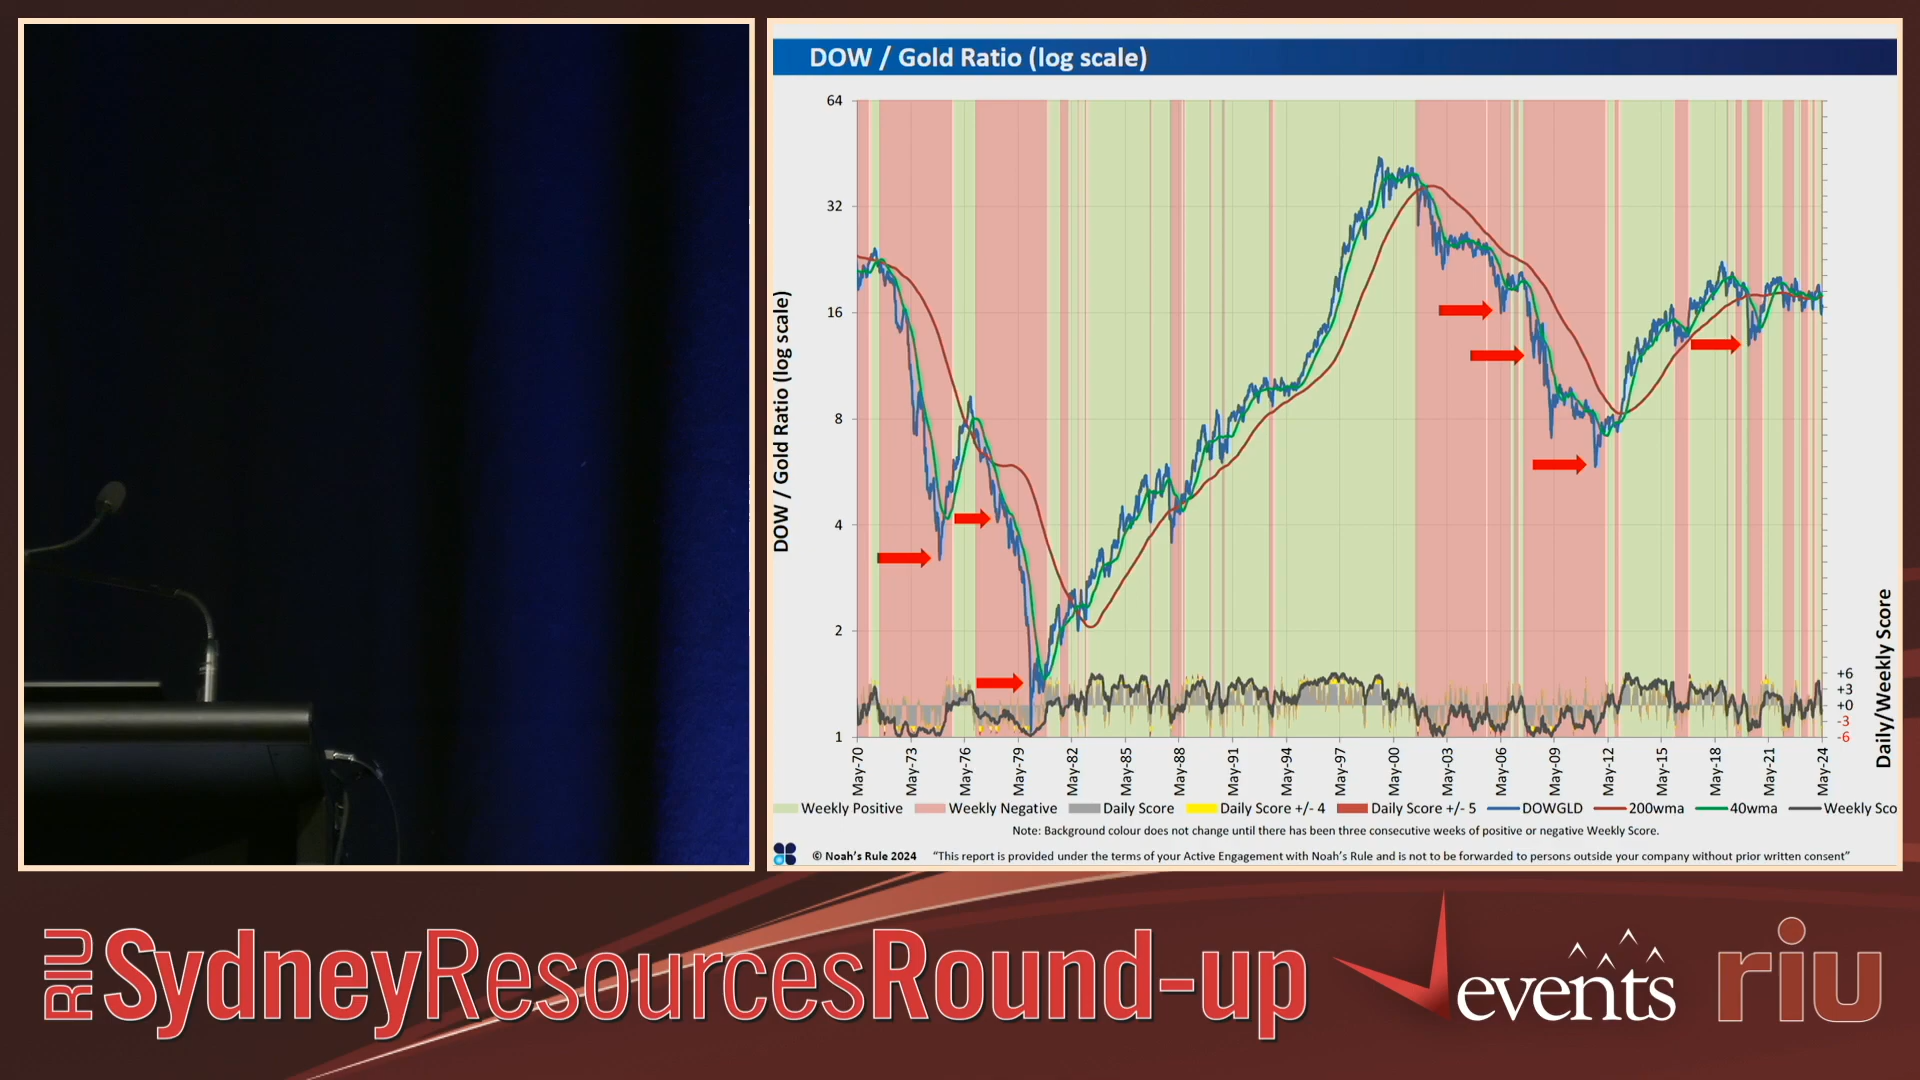 DOW / Gold Ratio (log scale)
DOW / Gold Ratio (log scale)
64
32
16
8
4
2
1
+6
+3
+0
-3
-6
Daily/Weekly Score
May-70
May-73
May-76
May-79
May-82
May-85
May-88
May-91
May-94
May-97
May-00
May-03
May-06
May-09
May-12
May-15
May-18
May-21
May-24
Weekly Positive Weekly Negative Daily Score Daily Score +/- 4 Daily Score +/- 5 DOWGLD 200wma 40wma Weekly Sco
Note: Background colour does not change until there has been three consecutive weeks of positive or negative Weekly Score.
© Noah's Rule 2024 "This report is provided under the terms of your Active Engagement with Noah's Rule and is not to be forwarded to persons outside your company without prior written consent"
RIU SydneyResourcesRound-up
events
riu